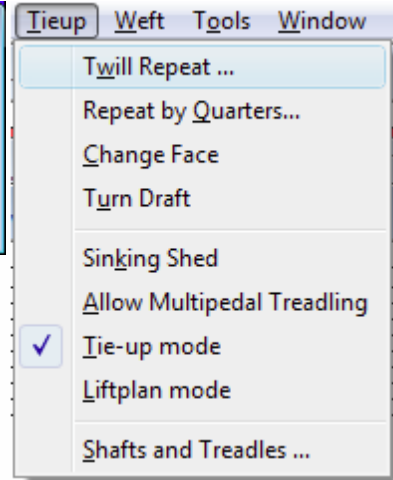 Tieup Weft Tools Window
Twill Repeat ...
Repeat by Quarters...
Change Face
Turn Draft
Sinking Shed
Allow Multipedal Treadling
Tie-up mode
Liftplan mode
Shafts and Treadles ...